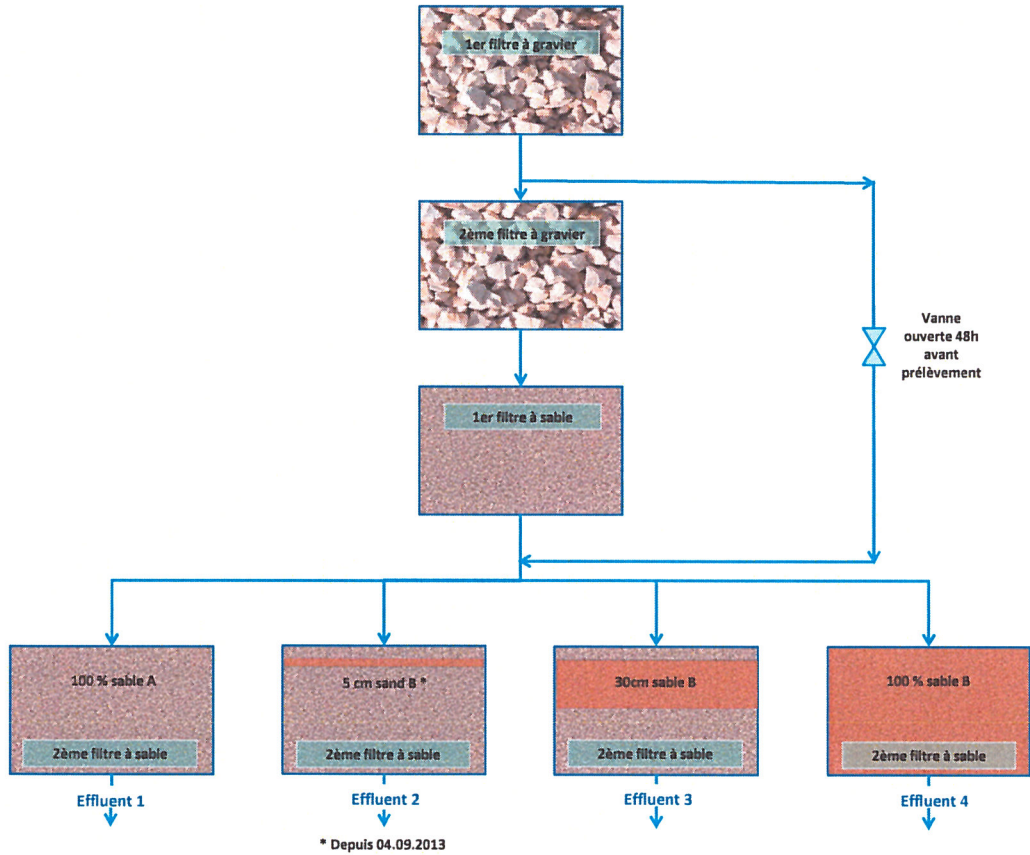 1er filtre à gravier
2ème filtre à gravier
Vanne
ouverte 48h
avant
prélèvement
1er filtre à sable
100 % sable A
5 cm sand B *
30cm sable B
100 % sable B
2ème filtre à sable
2ème filtre à sable
2ème filtre à sable
2ème filtre à sable
Effluent 1
Effluent 2
Effluent 3
Effluent 4
* Depuis 04.09.2013